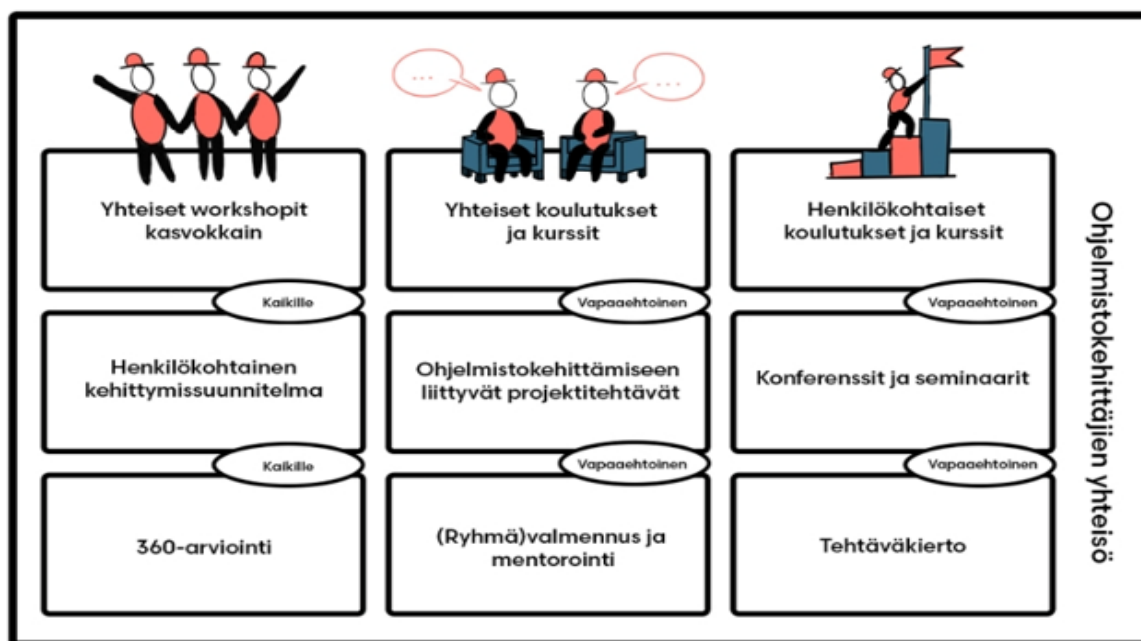 ...
...
Yhteiset workshopit
kasvokkain
Kaikille
Yhteiset koulutukset
ja kurssit
Vapaaehtoinen
Henkilökohtaiset
koulutukset ja kurssit
Vapaaehtoinen
Henkilökohtainen
kehittymissuunnitelma
Kaikille
Ohjelmistokehittämiseen
liittyvät projektitehtävät
Vapaaehtoinen
Konferenssit ja seminaarit
Vapaaehtoinen
360-arviointi
(Ryhmä)valmennus ja
mentorointi
Tehtäväkierto
Ohjelmistokehittäjien yhteisö